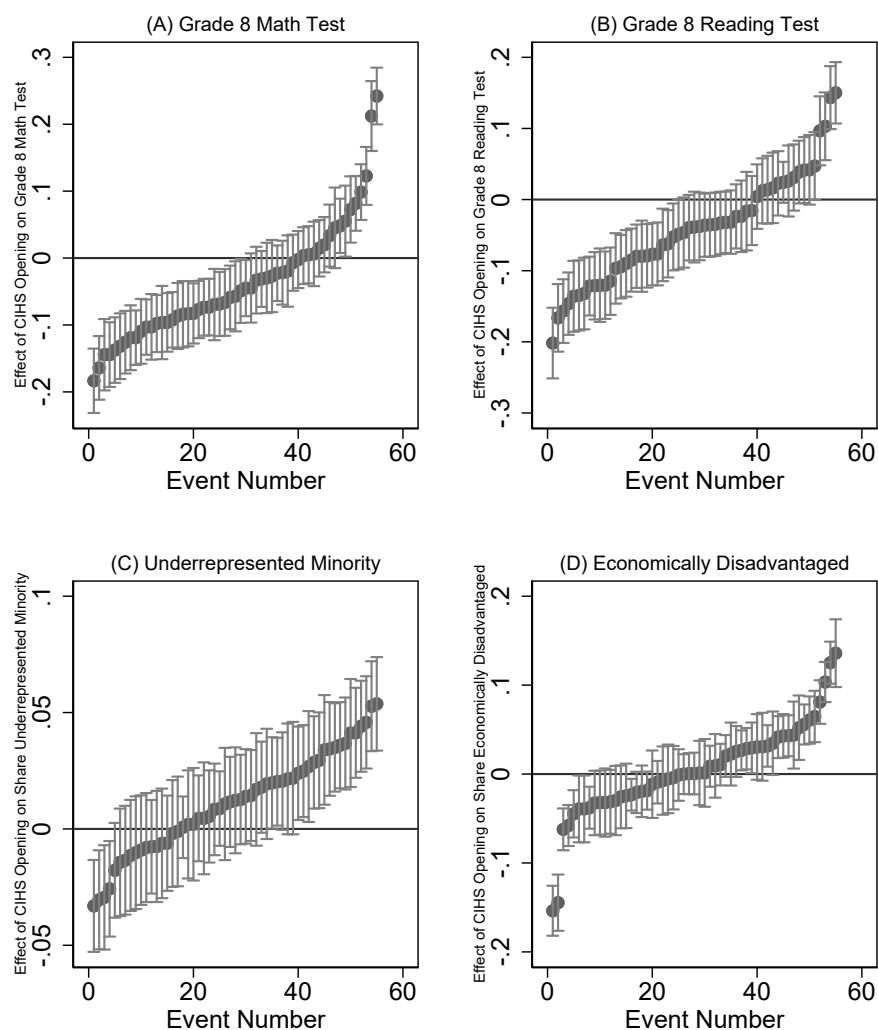 (A) Grade 8 Math Test
Effect of CIHS Opening on Grade 8 Math Test
.3
.2
.1
0
-.1
-.2
0 20 40 60
Event Number
(B) Grade 8 Reading Test
Effect of CIHS Opening on Grade 8 Reading Test
.2
.1
0
-.1
-.2
-.3
0 20 40 60
Event Number
(C) Underrepresented Minority
Effect of CIHS Opening on Share Underrepresented Minority
.1
.05
0
-.05
0 20 40 60
Event Number
(D) Economically Disadvantaged
Effect of CIHS Opening on Share Economically Disadvantaged
.2
.1
0
-.1
-.2
0 20 40 60
Event Number